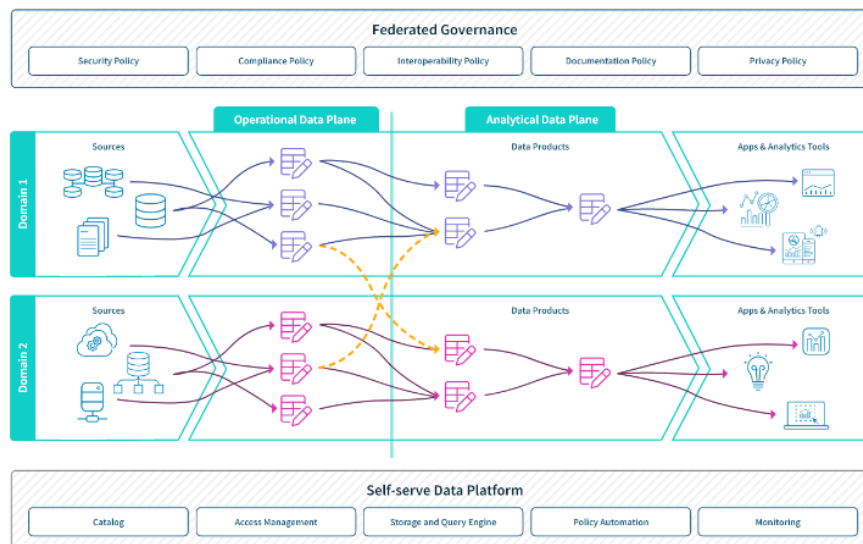 Federated Governance
Security Policy
Compliance Policy
Interoperability Policy
Documentation Policy
Privacy Policy
Operational Data Plane
Analytical Data Plane
Domain 1
Sources
Data Products
Apps & Analytics Tools
Domain 2
Sources
Data Products
Apps & Analytics Tools
Self-serve Data Platform
Catalog
Access Management
Storage and Query Engine
Policy Automation
Monitoring